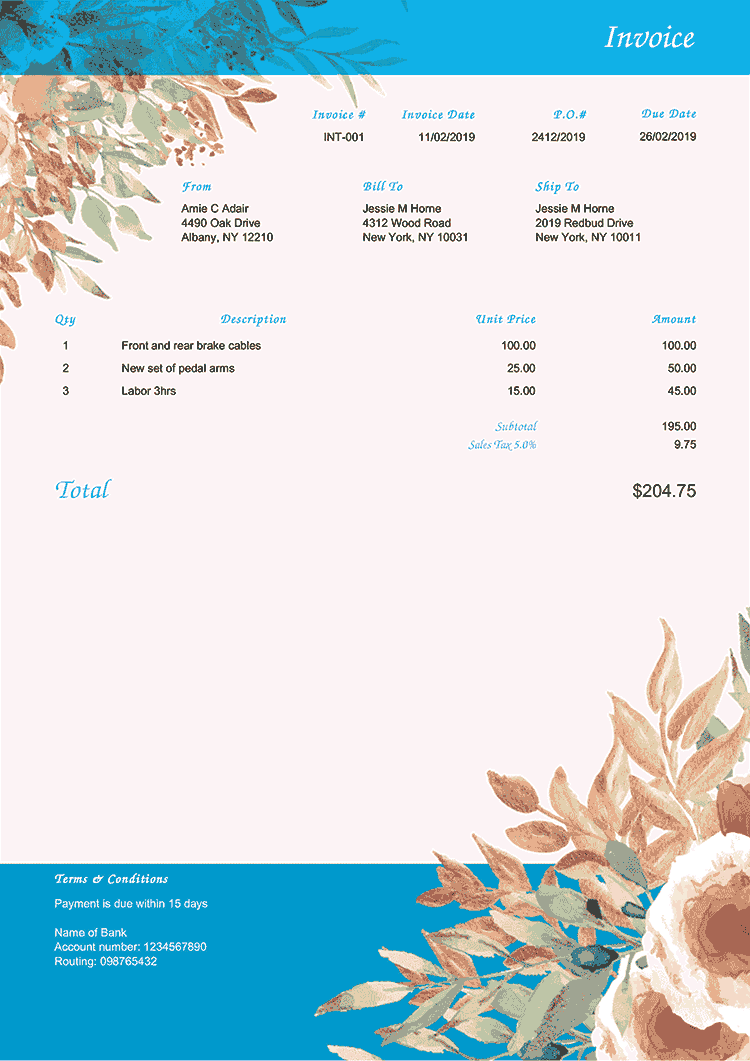 Invoice
Invoice # Invoice Date P.O.# Due Date
INT-001 11/02/2019 2412/2019 26/02/2019
From Bill To Ship To
Amie C Adair Jessie M Horne Jessie M Horne
4490 Oak Drive 4312 Wood Road 2019 Redbud Drive
Albany, NY 12210 New York, NY 10031 New York, NY 10011
Qty Description Unit Price Amount
1 Front and rear brake cables 100.00 100.00
2 New set of pedal arms 25.00 50.00
3 Labor 3hrs 15.00 45.00
Subtotal 195.00
Sales Tax 5.0% 9.75
Total $204.75
Terms & Conditions
Payment is due within 15 days
Name of Bank
Account number: 1234567890
Routing: 098765432